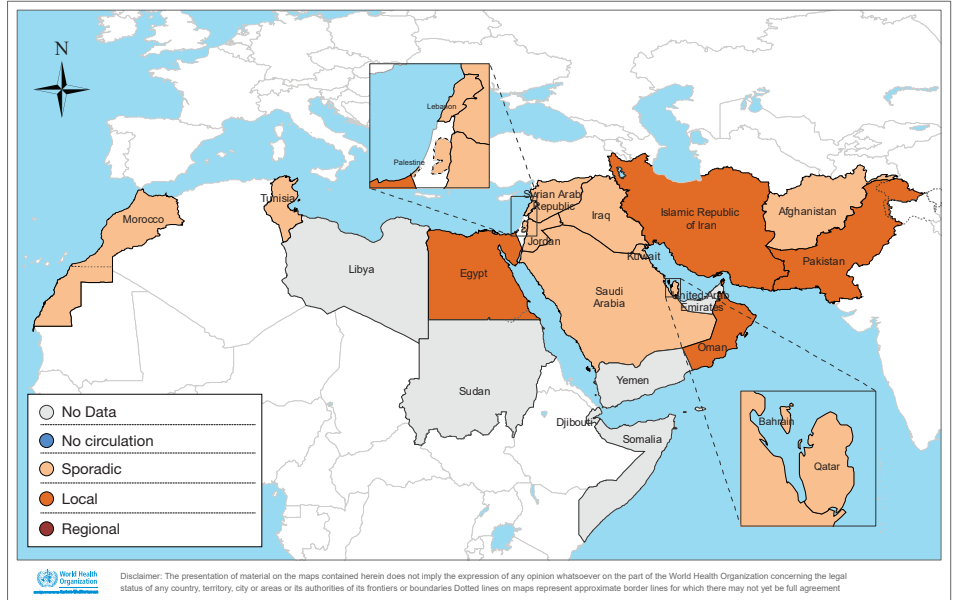 N
Lebanon
Palestine
Tunisia
Morocco
Syrian Arab
Republic
Iraq
Jordan
Islamic Republic
of Iran
Afghanistan
Pakistan
Kuwait
Libya
Egypt
Saudi
Arabia
United Arab
Emirates
Oman
Sudan
Yemen
Djibouti
Somalia
Bahrain
Qatar
No Data
No circulation
Sporadic
Local
Regional
World Health
Organization
Disclaimer: The presentation of material on the maps contained herein does not imply the expression of any opinion whatsoever on the part of the World Health Organization concerning the legal
status of any country, territory, city or areas or its authorities of its frontiers or boundaries Dotted lines on maps represent approximate border lines for which there may not yet be full agreement